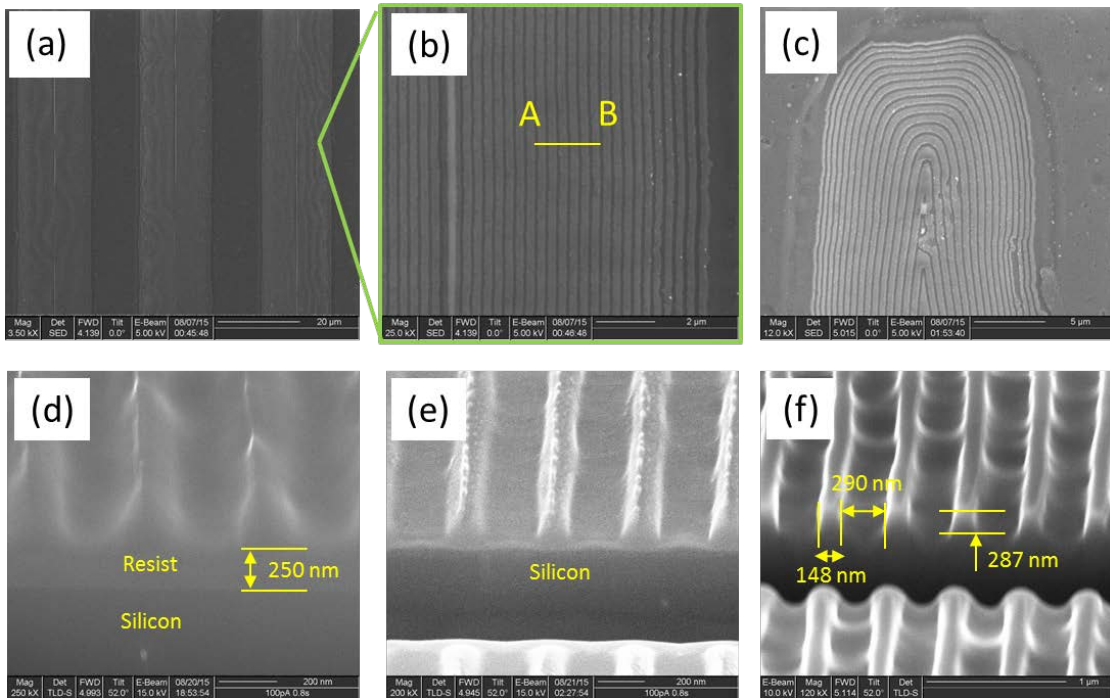 (a)
(b)
A B
(c)
Mag Det FWD Tilt E-Beam 08/07/15 20 µm
3.50 kX SED 4.139 0.0° 5.00 kV 00:45:48
Mag Det FWD Tilt E-Beam 08/07/15 2 µm
25.0 kX SED 4.139 0.0° 5.00 kV 00:46:48
Mag Det FWD Tilt E-Beam 08/07/15 5 µm
12.0 kX SED 5.015 0.0° 5.00 kV 01:53:40
(d)
Resist
250 nm
Silicon
(e)
Silicon
(f)
290 nm
148 nm
287 nm
Mag Det FWD Tilt E-Beam 08/20/15 200 nm
250 kX TLD-S 4.993 52.0° 15.0 kV 18:53:54 100pA 0.8s
Mag Det FWD Tilt E-Beam 08/21/15 200 nm
200 kX TLD-S 4.945 52.0° 15.0 kV 02:27:54 100pA 0.8s
E-Beam Mag FWD Tilt Det 1 µm
10.0 kV 120 kX 5.114 52.0° TLD-S